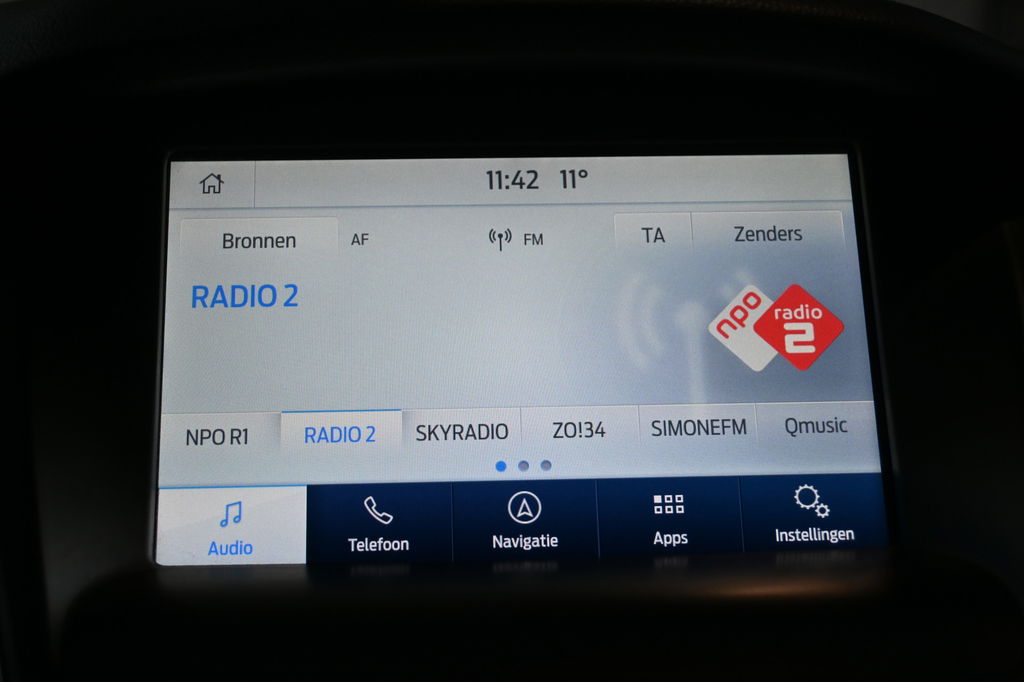 11:42 11°
Bronnen AF FM TA Zenders
RADIO 2
npo radio 2
NPO R1 RADIO 2 SKYRADIO ZO!34 SIMONEFM Qmusic
Audio Telefoon Navigatie Apps Instellingen